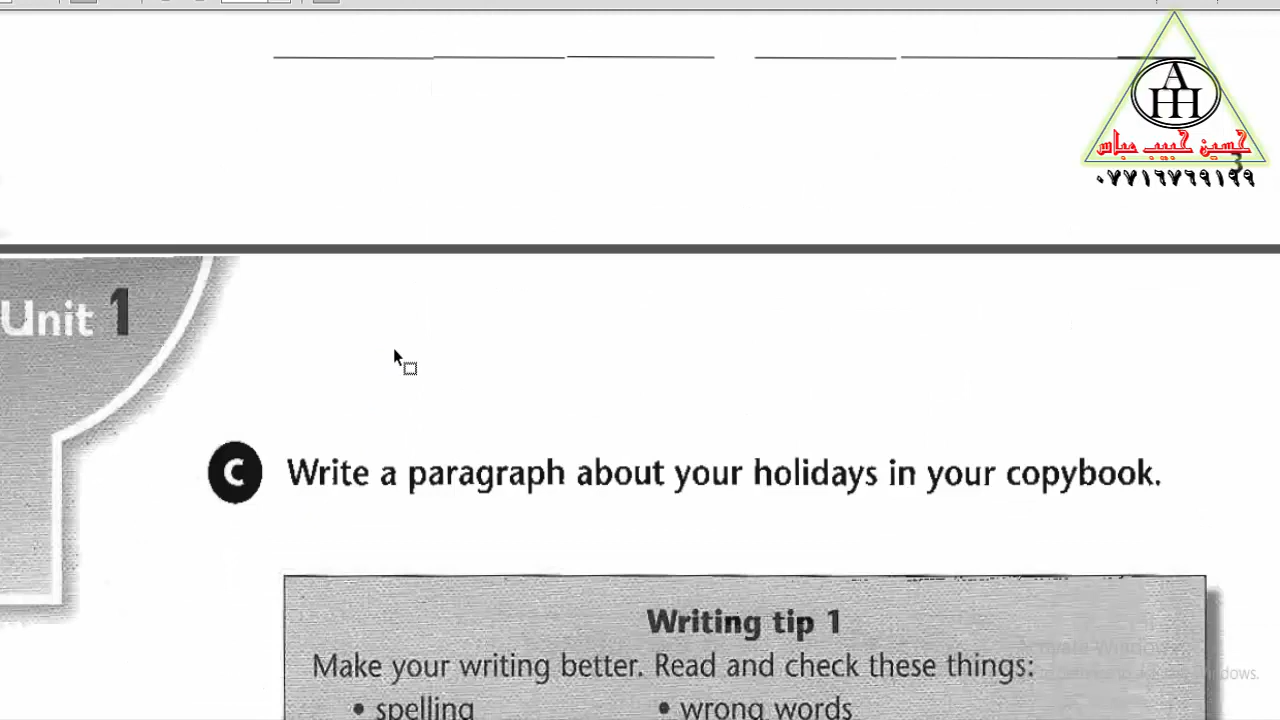 A
HH
حسين حبيب عباس
3
٠٧٧١٦٧٦٩١٩٩
Unit 1
C Write a paragraph about your holidays in your copybook.
Writing tip 1
Make your writing better. Read and check these things:
• spelling • wrong words